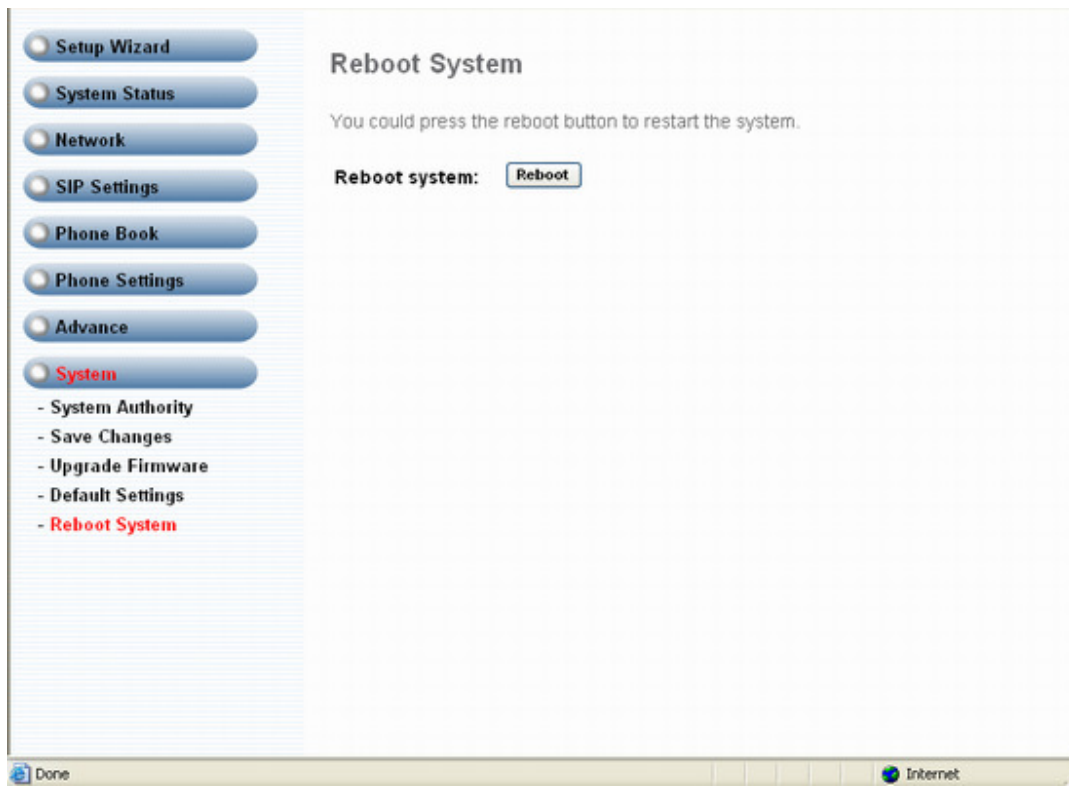 Setup Wizard
System Status
Network
SIP Settings
Phone Book
Phone Settings
Advance
System
- System Authority
- Save Changes
- Upgrade Firmware
- Default Settings
- Reboot System
Reboot System
You could press the reboot button to restart the system.
Reboot system: Reboot
Done
Internet